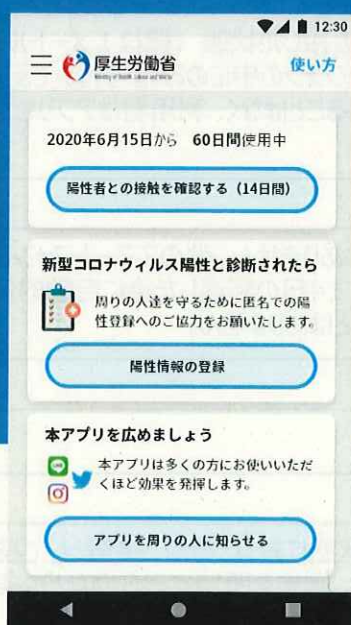 12:30
厚生労働省
Ministry of Health, Labour and Welfare
使い方
2020年6月15日から 60日間使用中
陽性者との接触を確認する（14日間）
新型コロナウィルス陽性と診断されたら
周りの人達を守るために匿名での陽
性登録へのご協力をお願いたします。
陽性情報の登録
本アプリを広めましょう
LINE
本アプリは多くの方にお使いいただ
くほど効果を発揮します。
アプリを周りの人に知らせる